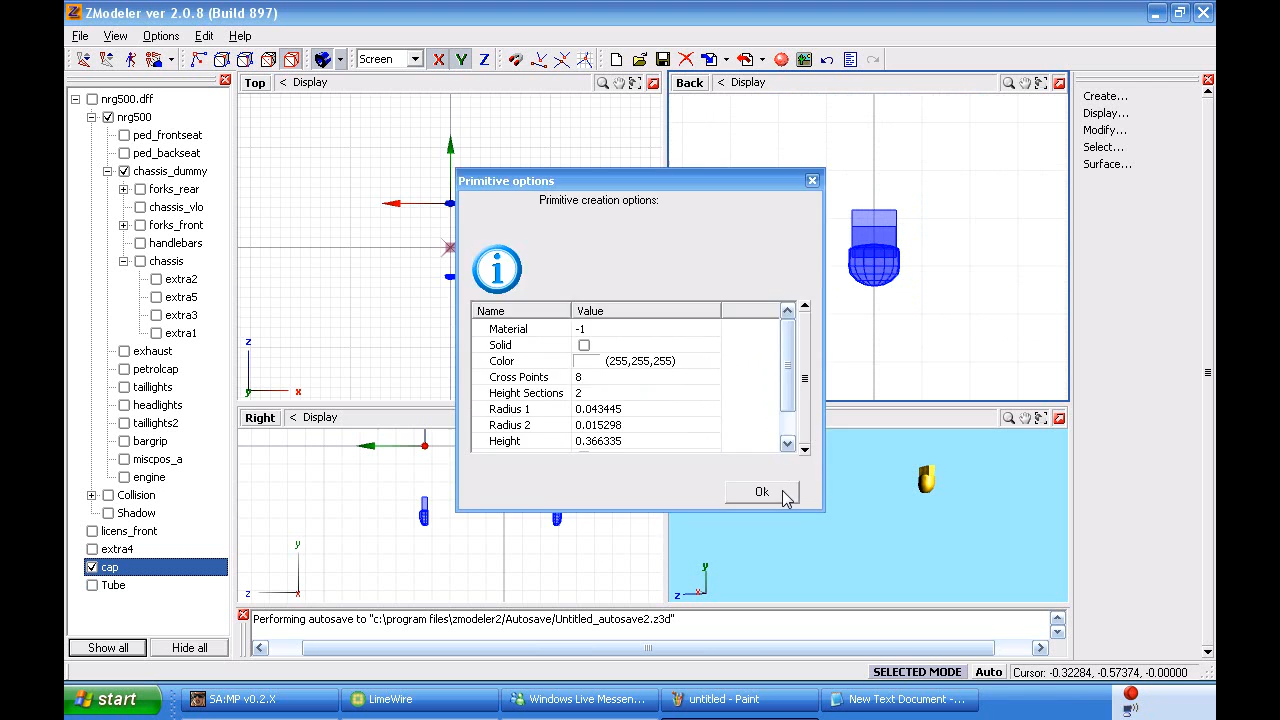 ZModeler ver 2.0.8 (Build 897)
File View Options Edit Help
Screen X Y Z
nrg500.dff
nrg500
ped_frontseat
ped_backseat
chassis_dummy
forks_rear
chassis_vlo
forks_front
handlebars
chassis
extra2
extra5
extra3
extra1
exhaust
petrolcap
taillights
headlights
taillights2
bargrip
miscpos_a
engine
Collision
Shadow
licens_front
extra4
cap
Tube
Show all Hide all
Top < Display
z
y x
Back < Display
Right < Display
y
z x
< Display
y
z x
Primitive options
Primitive creation options:
Name Value
Material -1
Solid
Color (255,255,255)
Cross Points 8
Height Sections 2
Radius 1 0.043445
Radius 2 0.015295
Height 0.366335
Ok
Create...
Display...
Modify...
Select...
Surface...
Performing autosave to "c:\program files\zmodeler2/Autosave/Untitled_autosave2.z3d"
SELECTED MODE Auto Cursor: -0.32284, -0.57374, -0.00000
start SA:MP v0.2.X LimeWire Windows Live Messen... untitled - Paint New Text Document -...